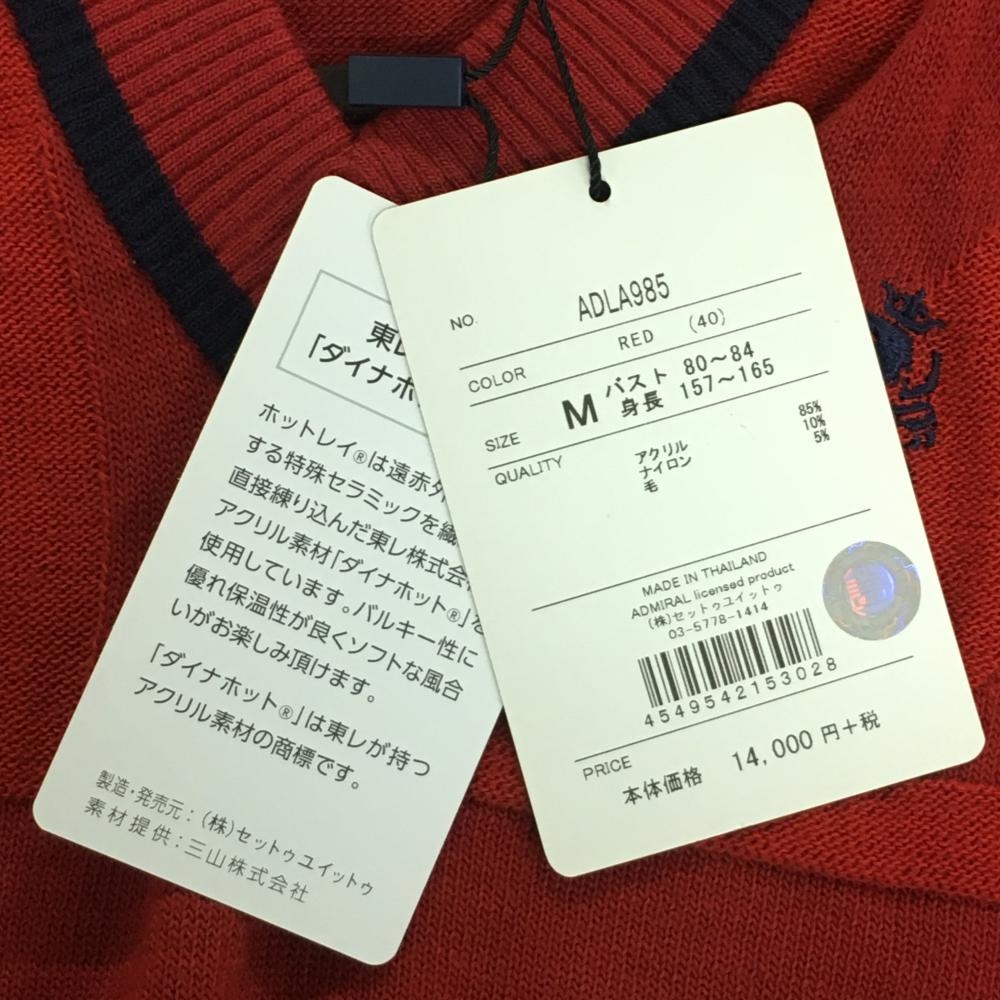 東レ
「ダイナホ
ホットレイ®は遠赤外
する特殊セラミックを繊
直接練り込んだ東レ株式会
アクリル素材「ダイナホット®」を
使用しています。バルキー性に
優れ保温性が良くソフトな風合
いがお楽しみ頂けます。
「ダイナホット®」は東レが持つ
アクリル素材の商標です。
製造・発売元：（株）セットゥユイットゥ
素材提供：三山株式会社
NO. ADLA985
COLOR RED (40)
SIZE M バスト 80～84
身長 157～165
QUALITY アクリル 85%
ナイロン 10%
毛 5%
MADE IN THAILAND
ADMIRAL licensed product
（株）セットゥユイットゥ
03-5778-1414
4549542153028
PRICE 本体価格 14,000 円＋税